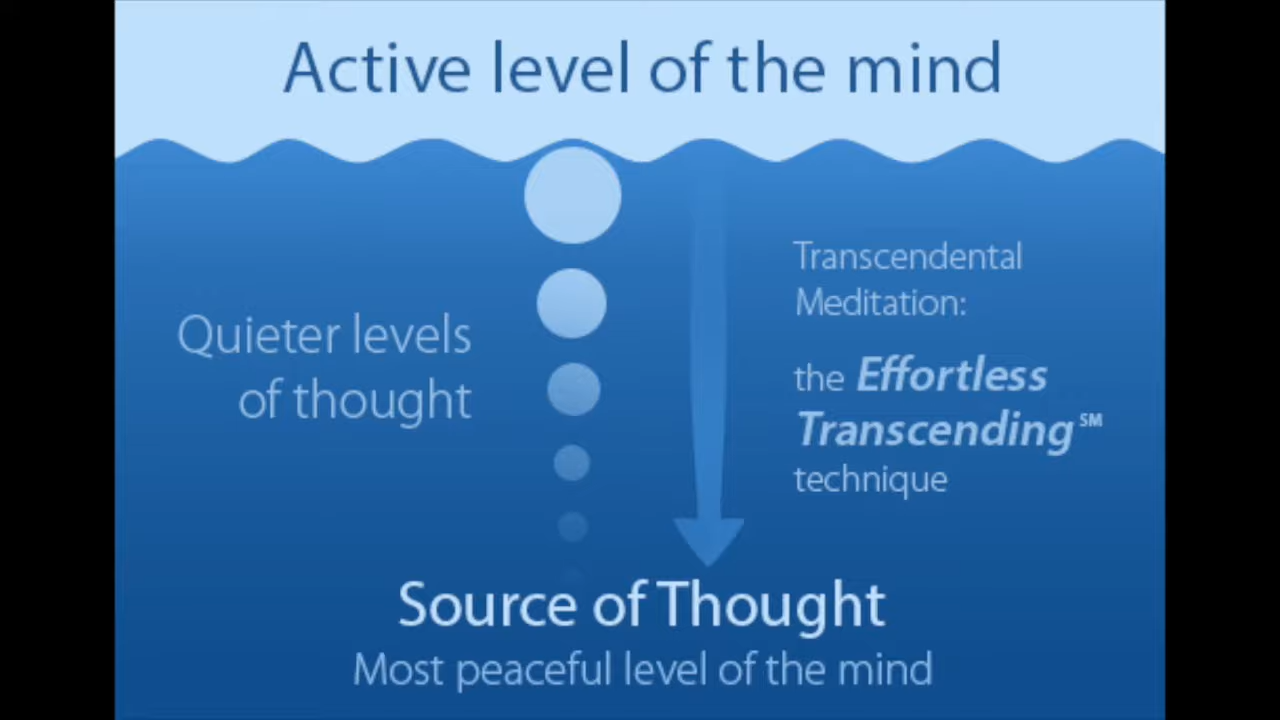 Active level of the mind
Quieter levels
of thought
Transcendental
Meditation:
the Effortless
Transcending℠
technique
Source of Thought
Most peaceful level of the mind